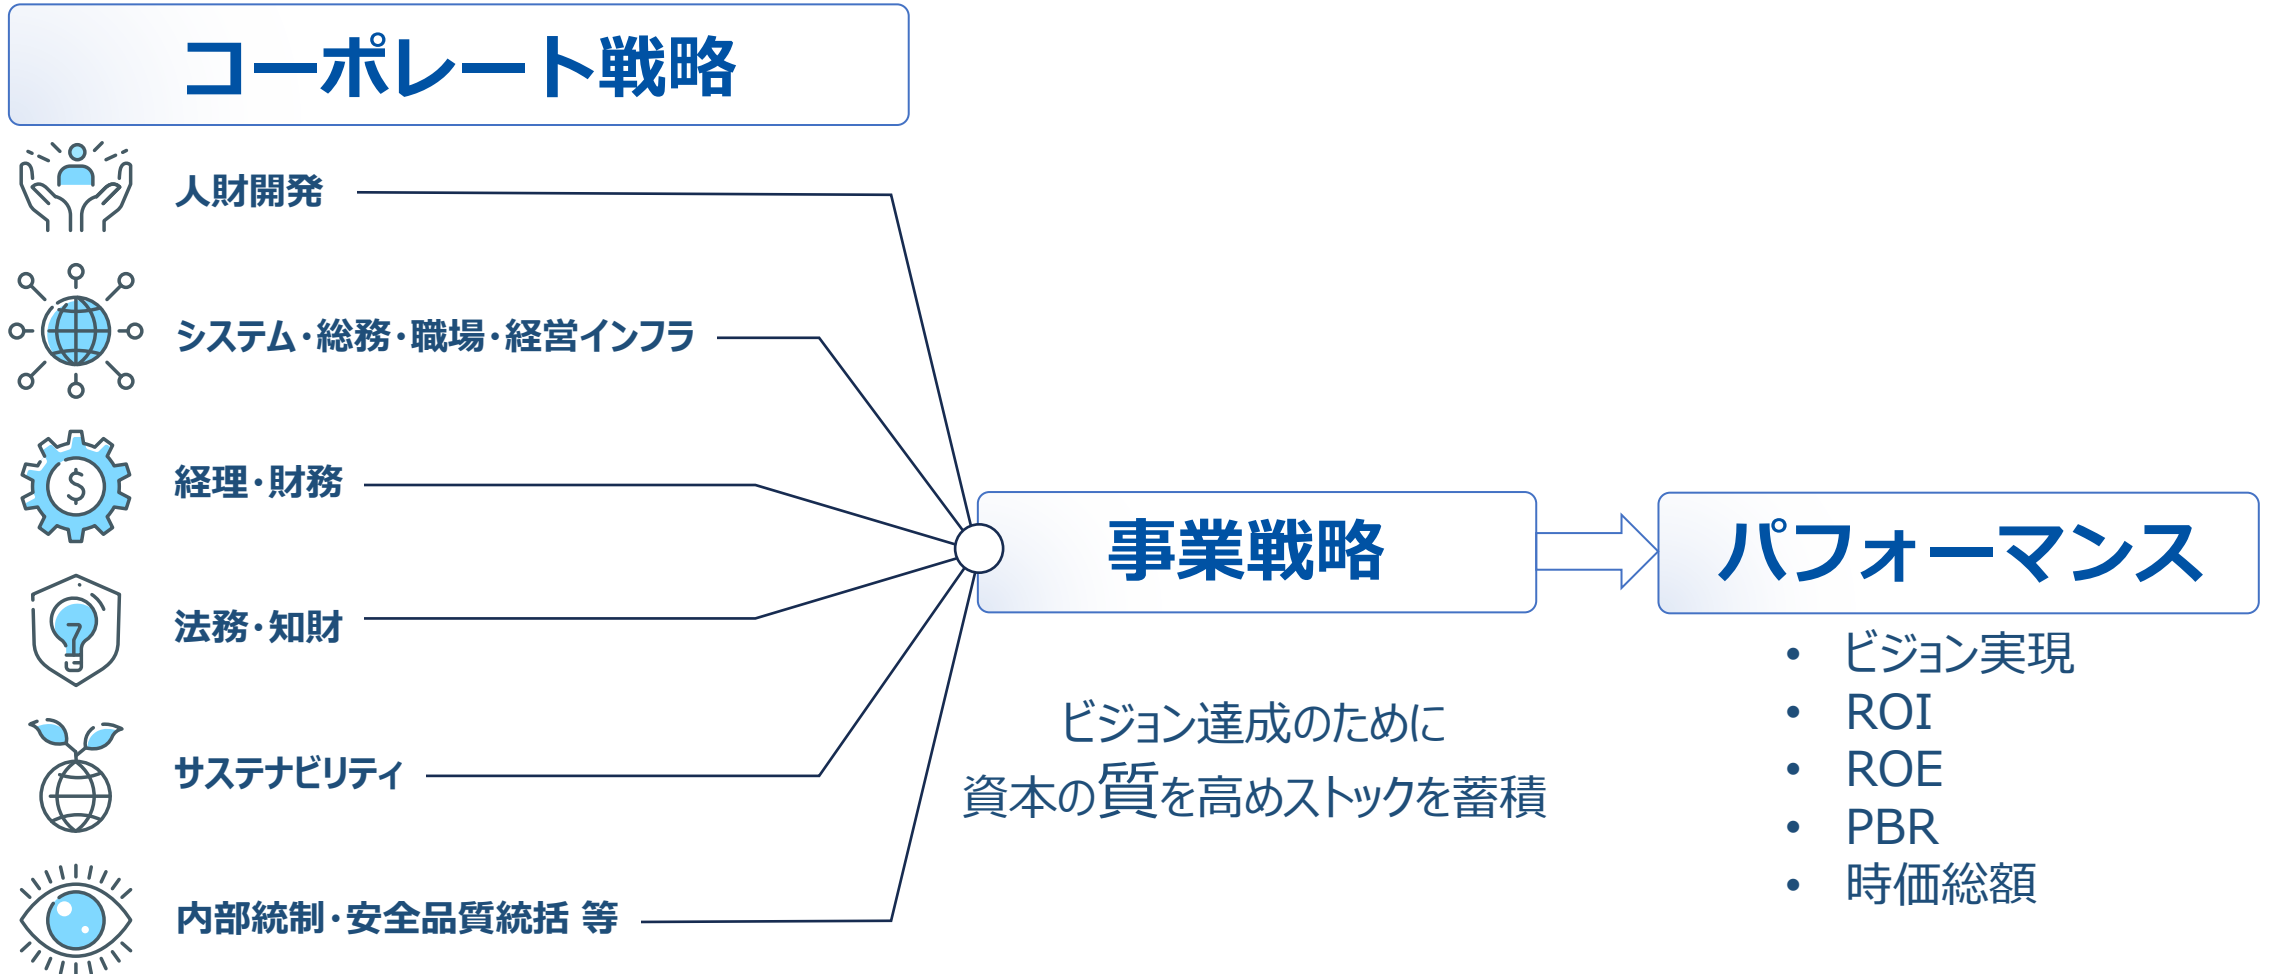 コーポレート戦略
人財開発
システム・総務・職場・経営インフラ
経理・財務
$
法務・知財
サステナビリティ
内部統制・安全品質統括 等
事業戦略
ビジョン達成のために
資本の質を高めストックを蓄積
パフォーマンス
• ビジョン実現
• ROI
• ROE
• PBR
• 時価総額